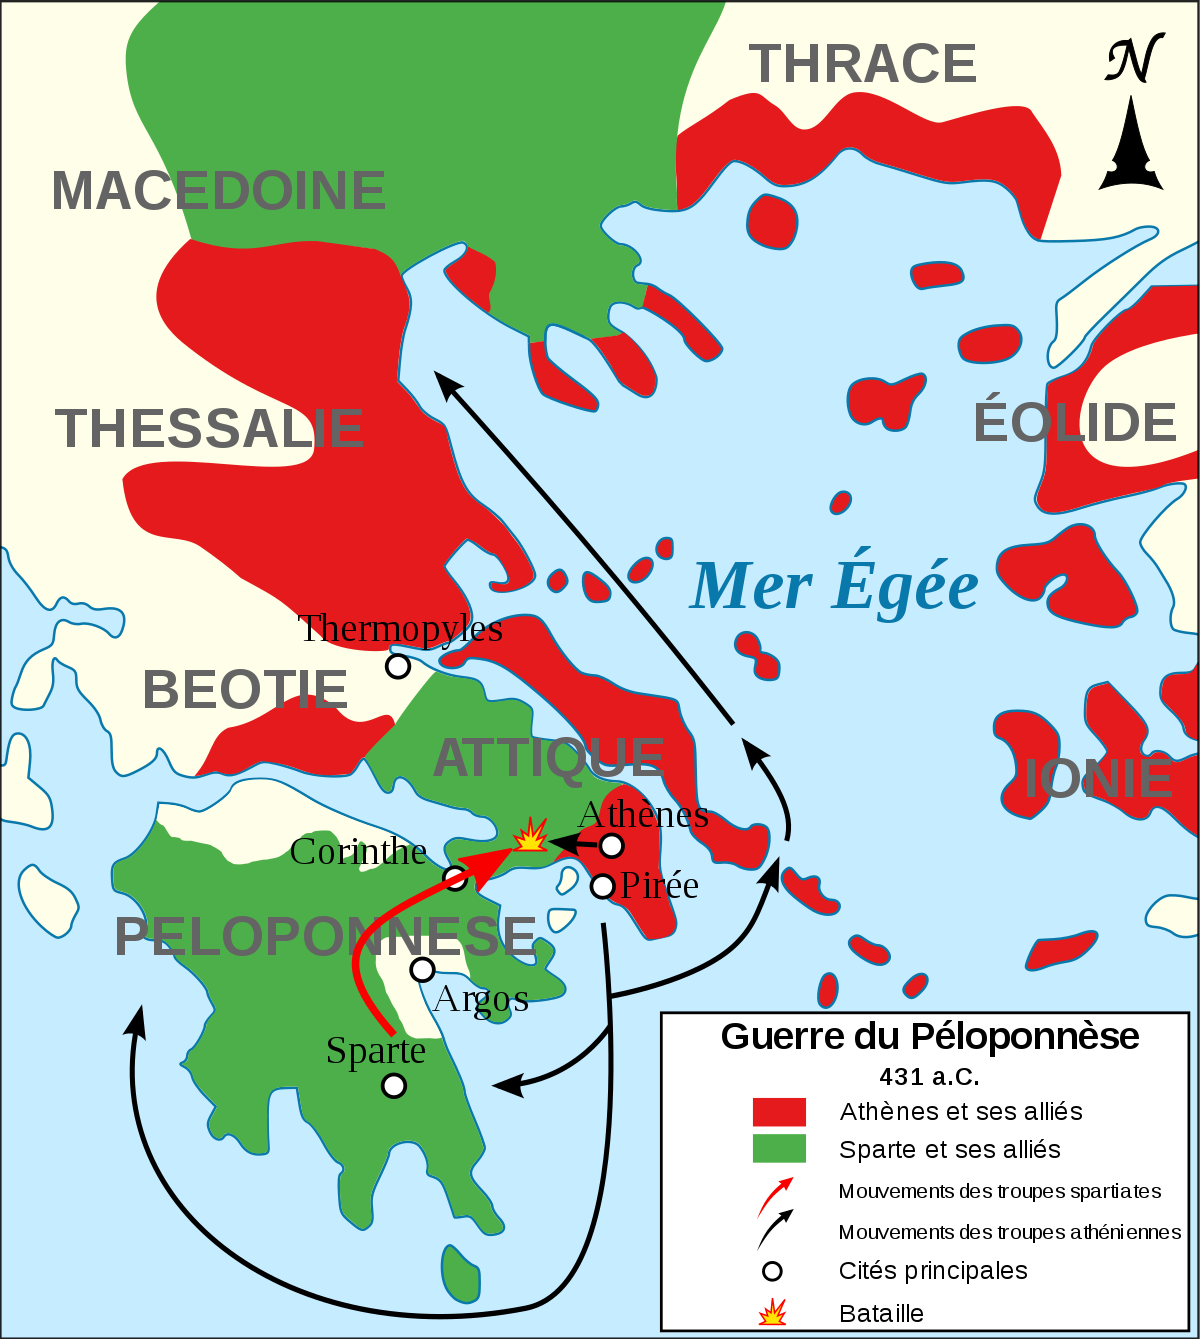 THRACE
N
MACEDOINE
THESSALIE
ÉOLIDE
Mer Égée
Thermopyles
BEOTIE
ATTIQUE
IONIE
Athènes
Corinthe
Pirée
PELOPONNESE
Argos
Sparte
Guerre du Péloponnèse
431 a.C.
Athènes et ses alliés
Sparte et ses alliés
Mouvements des troupes spartiates
Mouvements des troupes athéniennes
Cités principales
Bataille